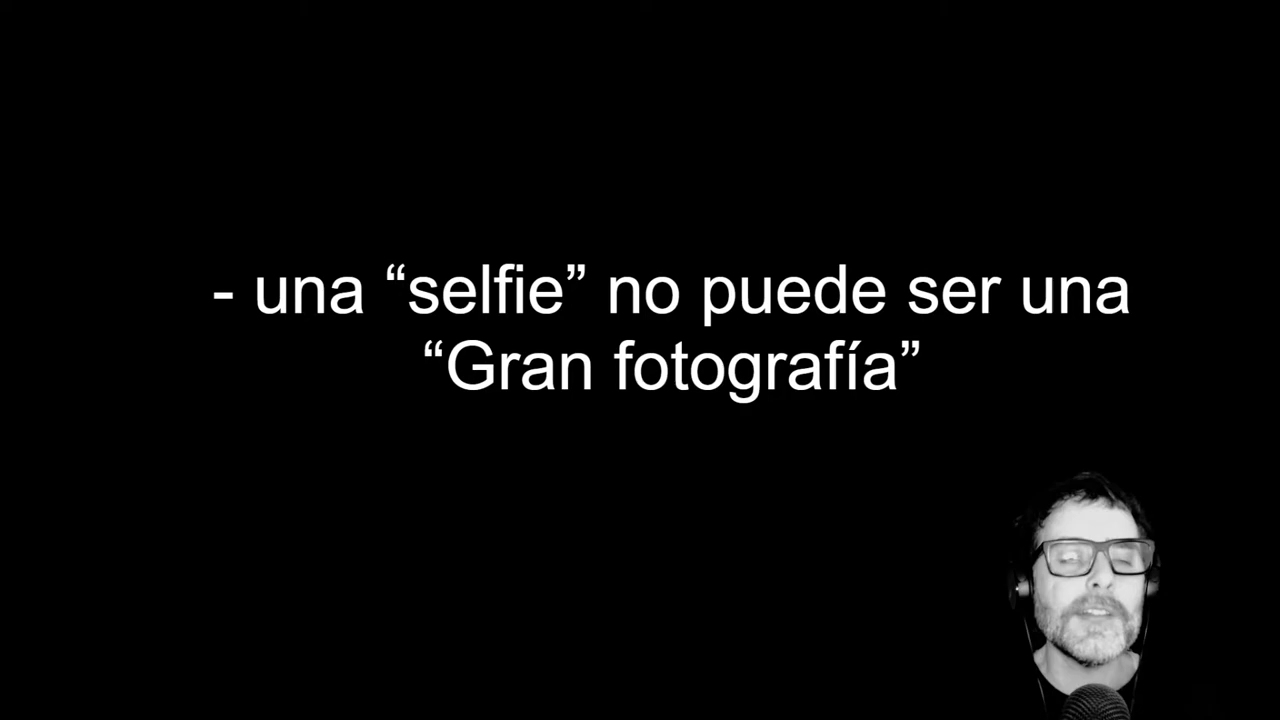 - una “selfie” no puede ser una
“Gran fotografía”